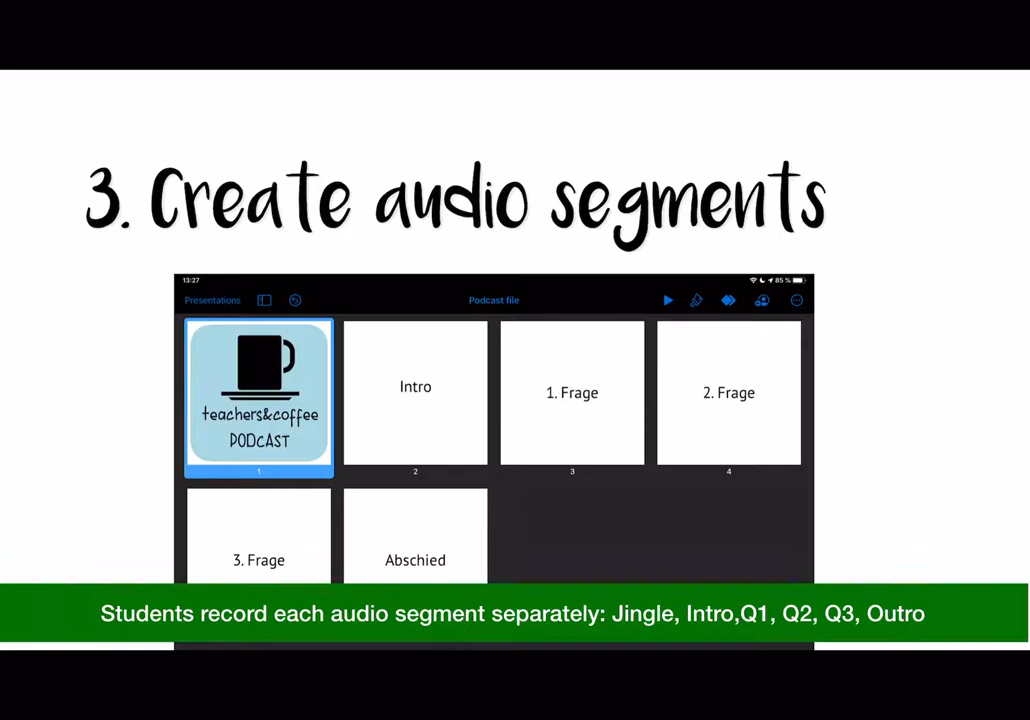 3. Create audio segments
13:27
85 %
Presentations
Podcast file
teachers&coffee
PODCAST
Intro
1. Frage
2. Frage
1
2
3
4
3. Frage
Abschied
Students record each audio segment separately: Jingle, Intro,Q1, Q2, Q3, Outro